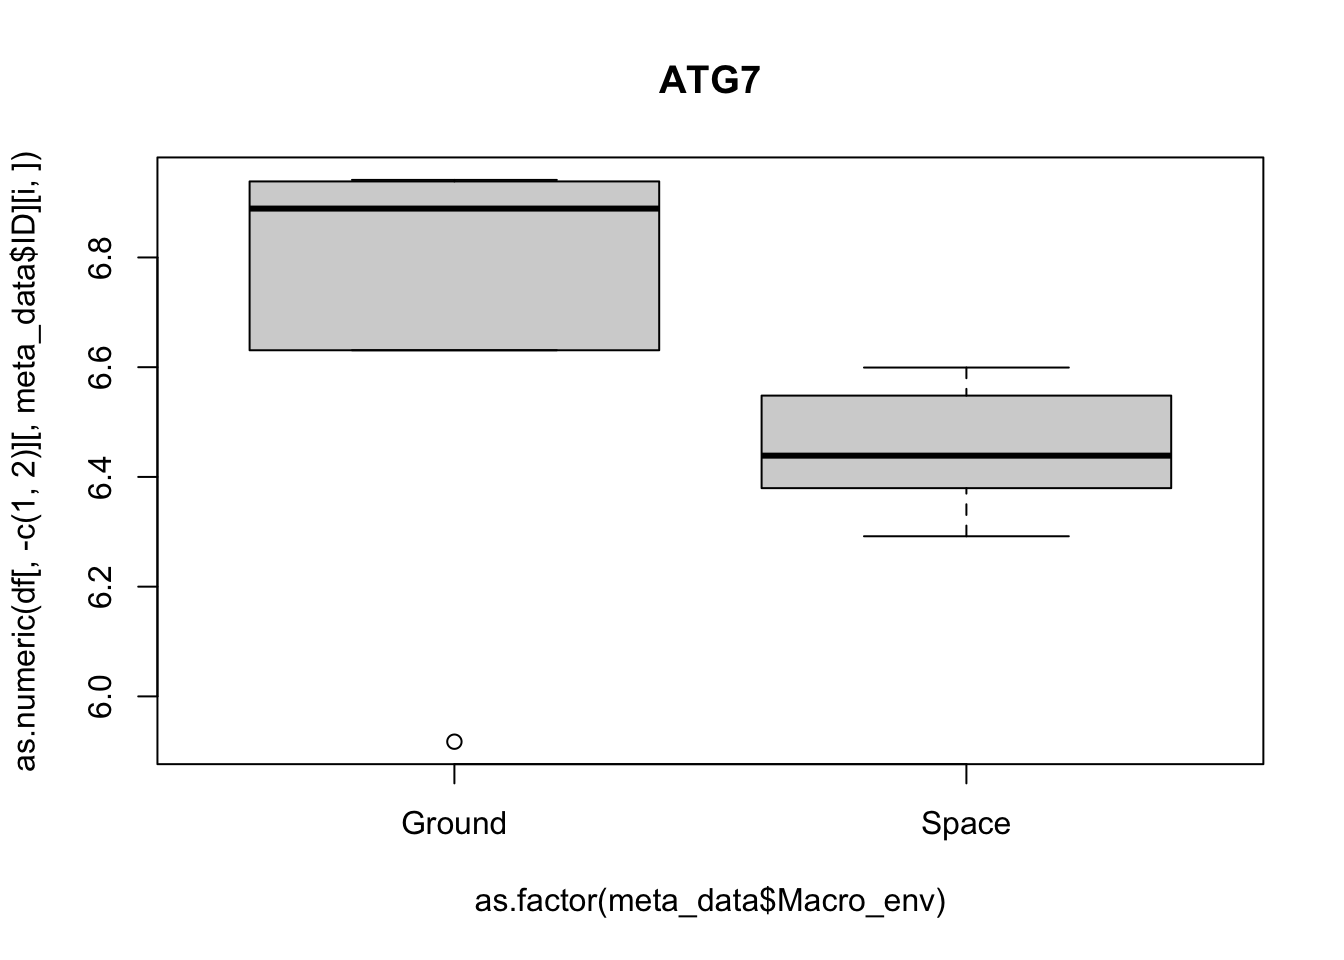 ATG7
as.numeric(df[, -c(1, 2)][, meta_data$ID][i, ])
6.8
6.6
6.4
6.2
6.0
Ground
Space
as.factor(meta_data$Macro_env)